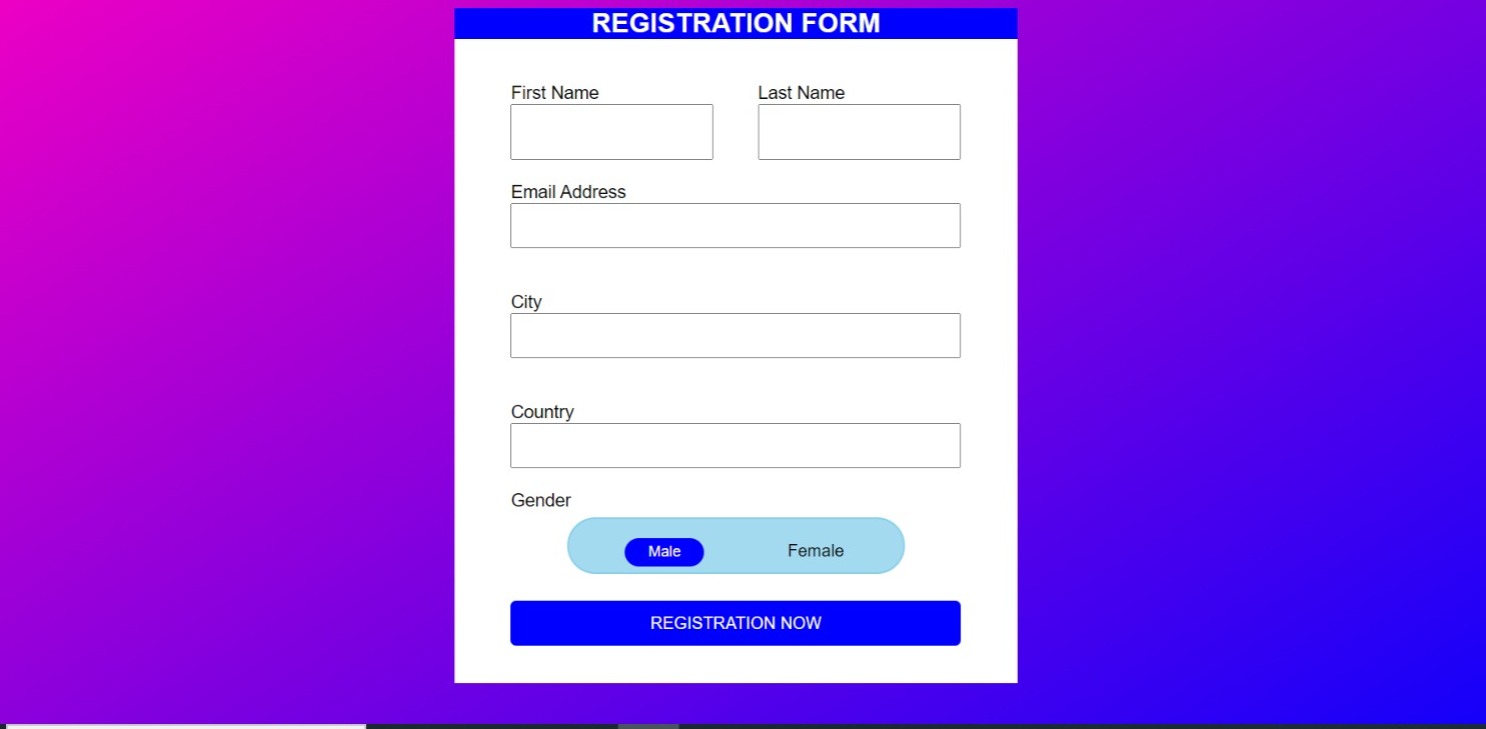 REGISTRATION FORM
First Name Last Name
Email Address
City
Country
Gender
Male Female
REGISTRATION NOW